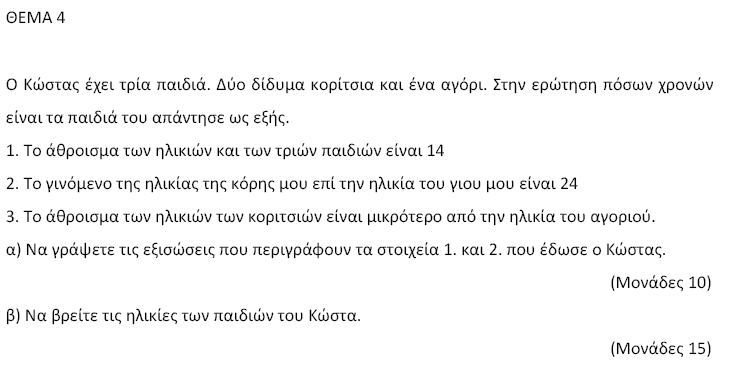 ΘΕΜΑ 4
Ο Κώστας έχει τρία παιδιά. Δύο δίδυμα κορίτσια και ένα αγόρι. Στην ερώτηση πόσων χρονών
είναι τα παιδιά του απάντησε ως εξής.
1. Το άθροισμα των ηλικιών και των τριών παιδιών είναι 14
2. Το γινόμενο της ηλικίας της κόρης μου επί την ηλικία του γιου μου είναι 24
3. Το άθροισμα των ηλικιών των κοριτσιών είναι μικρότερο από την ηλικία του αγοριού.
α) Να γράψετε τις εξισώσεις που περιγράφουν τα στοιχεία 1. και 2. που έδωσε ο Κώστας.
(Μονάδες 10)
β) Να βρείτε τις ηλικίες των παιδιών του Κώστα.
(Μονάδες 15)